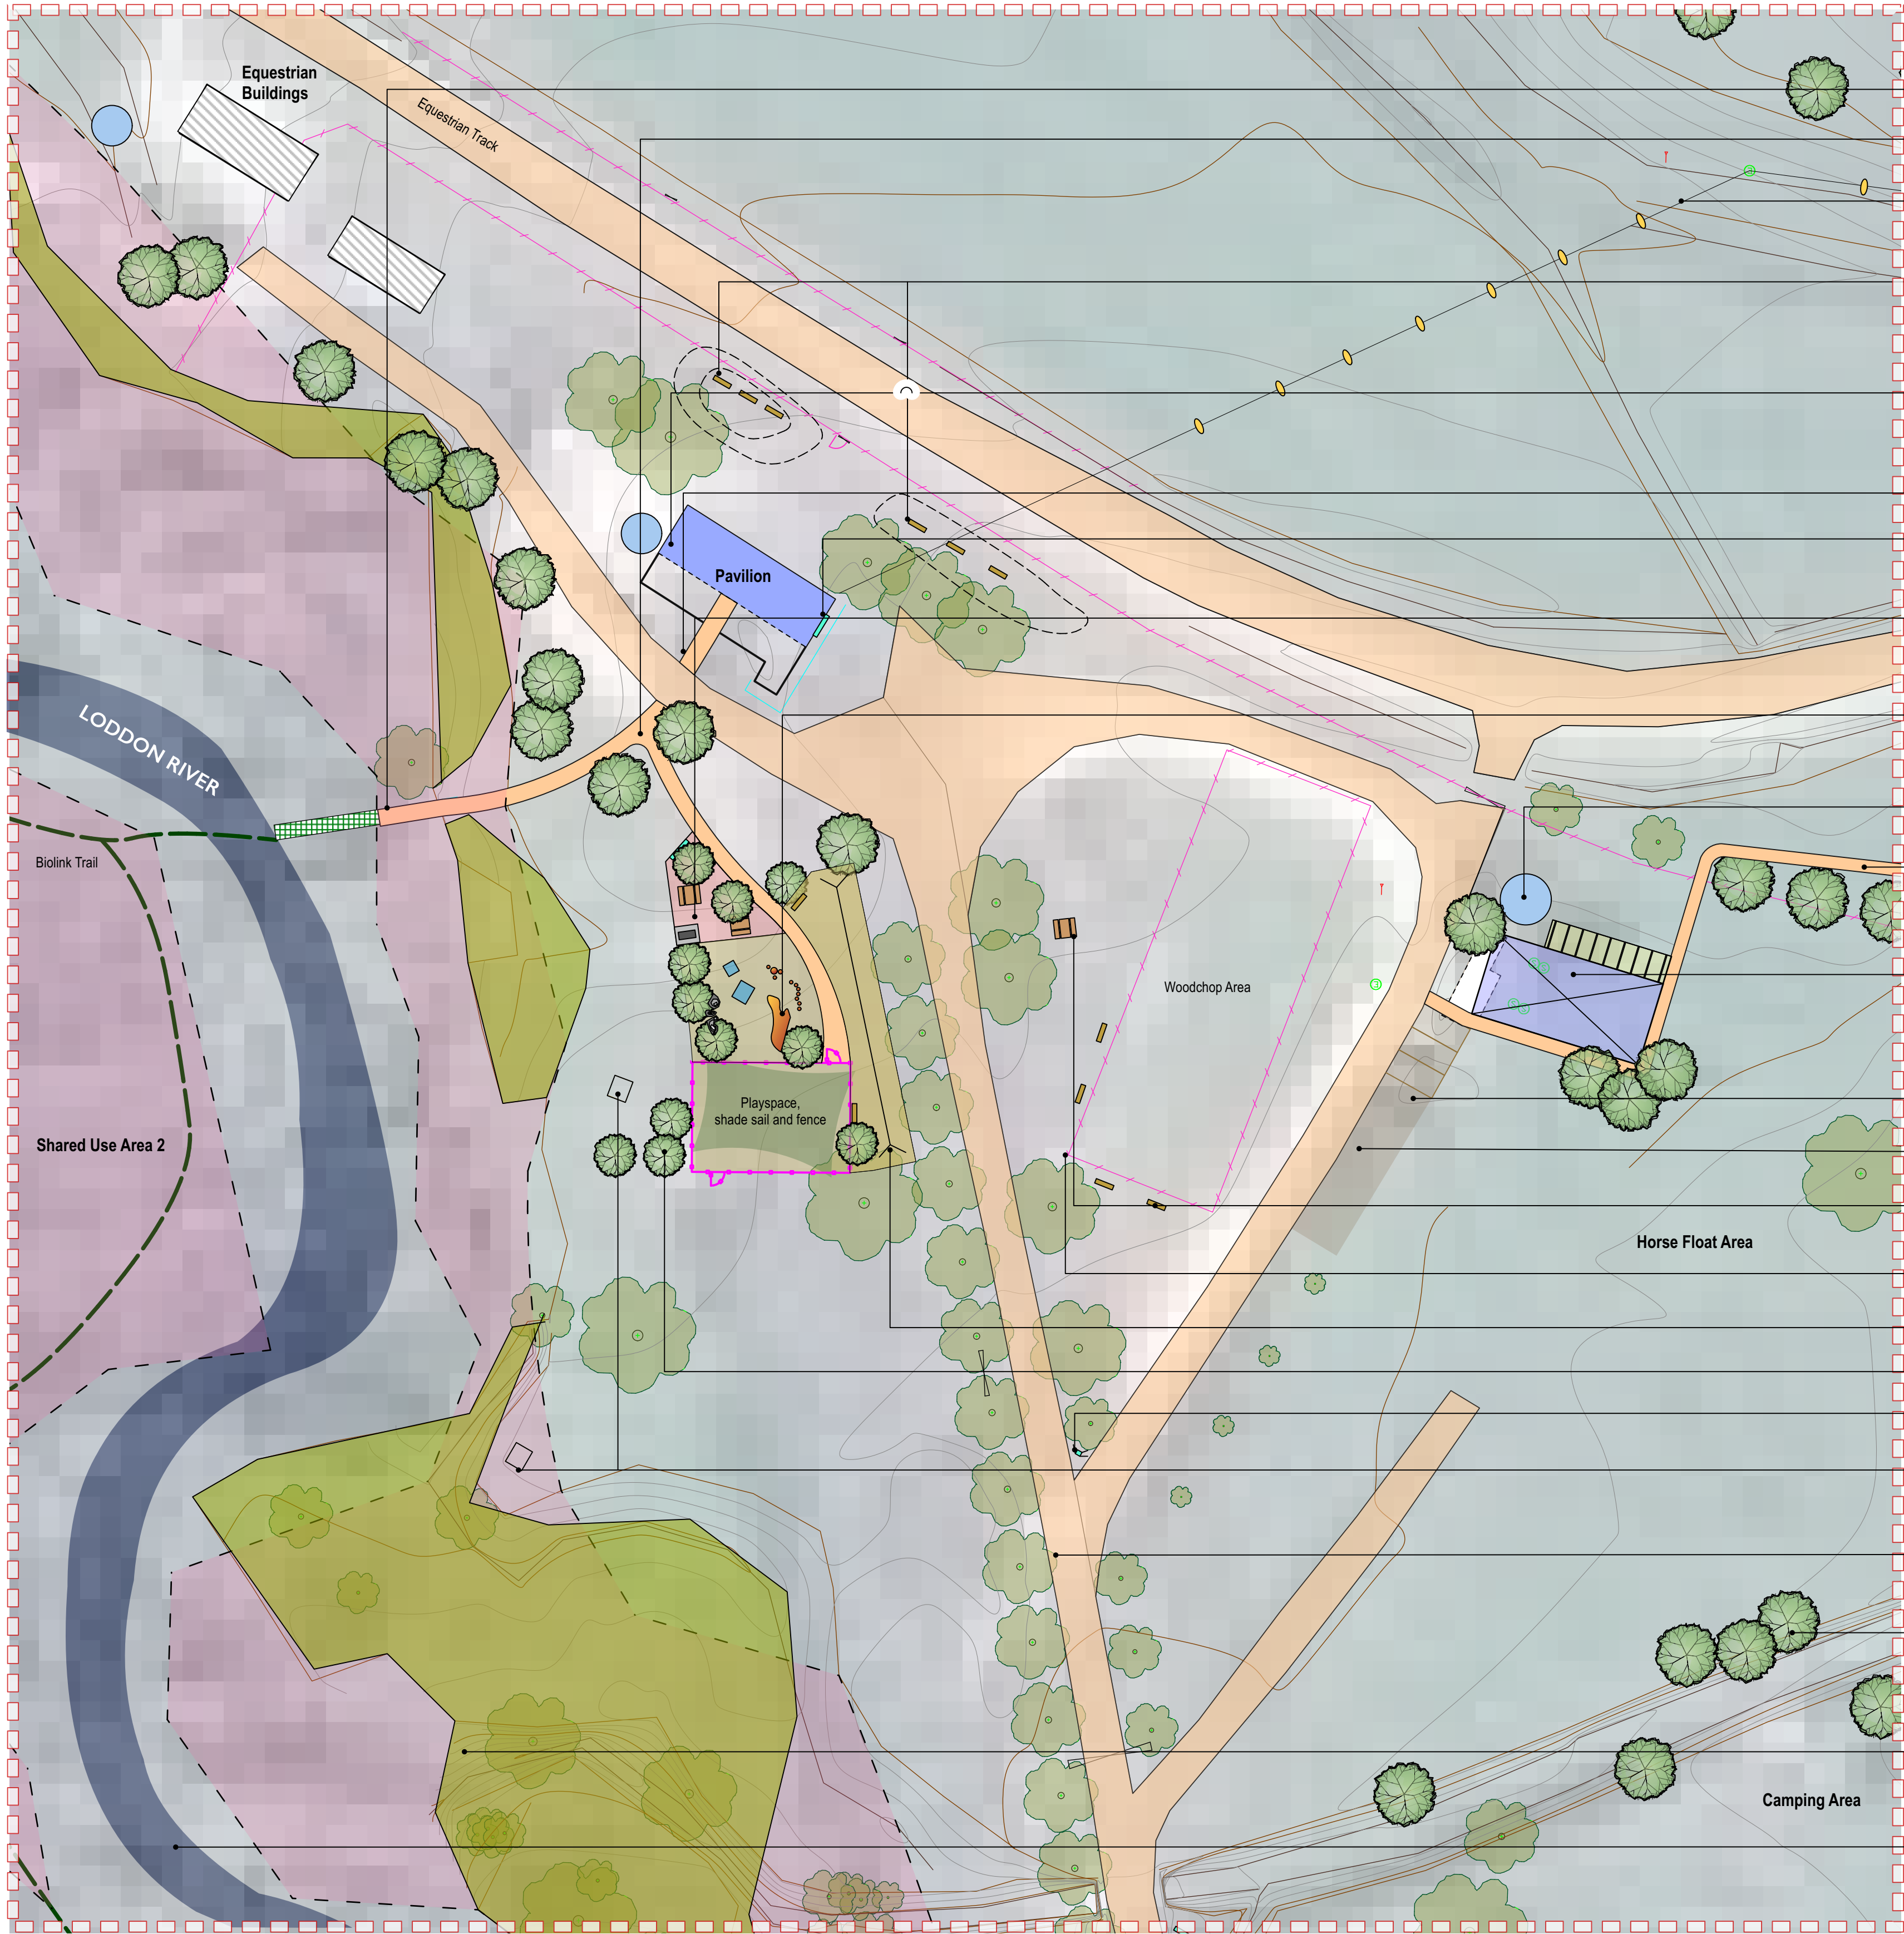 Equestrian
Buildings
Equestrian Track
Pavilion
LODDON RIVER
Biolink Trail
Woodchop Area
Playspace,
shade sail and fence
Shared Use Area 2
Horse Float Area
Camping Area